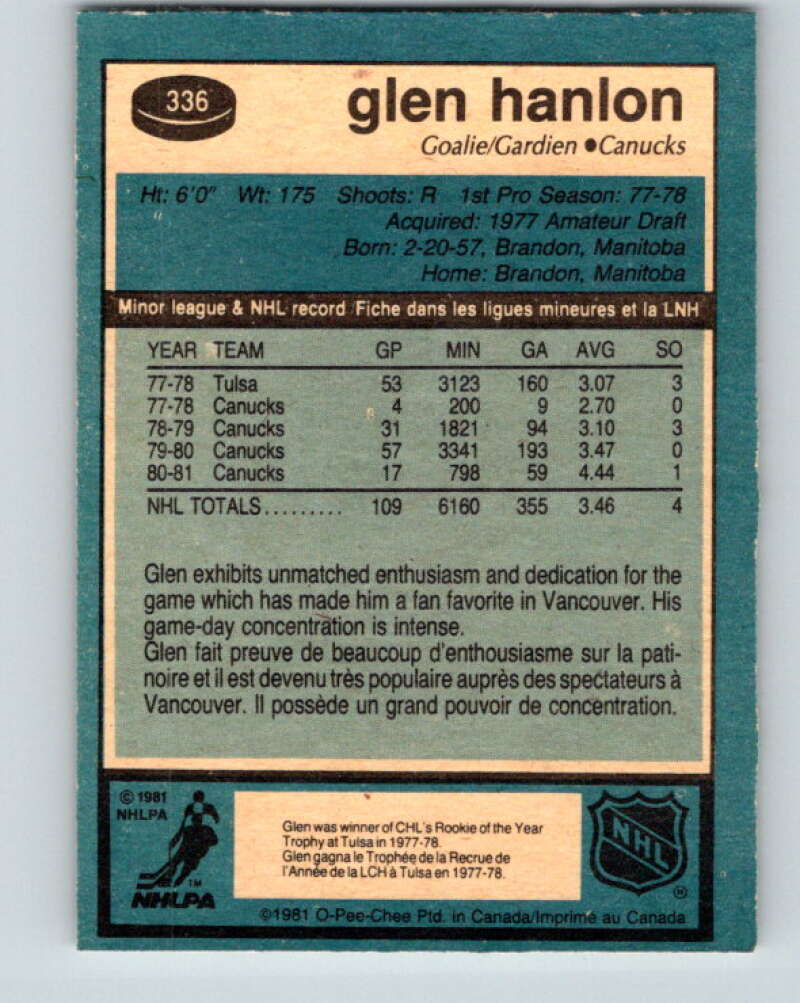 336
glen hanlon
Goalie/Gardien ●Canucks
Ht: 6'0" Wt: 175 Shoots: R 1st Pro Season: 77-78
Acquired: 1977 Amateur Draft
Born: 2-20-57, Brandon, Manitoba
Home: Brandon, Manitoba
Minor league & NHL record/Fiche dans les ligues mineures et la LNH
YEAR TEAM GP MIN GA AVG SO
77-78 Tulsa 53 3123 160 3.07 3
77-78 Canucks 4 200 9 2.70 0
78-79 Canucks 31 1821 94 3.10 3
79-80 Canucks 57 3341 193 3.47 0
80-81 Canucks 17 798 59 4.44 1
NHL TOTALS......... 109 6160 355 3.46 4
Glen exhibits unmatched enthusiasm and dedication for the
game which has made him a fan favorite in Vancouver. His
game-day concentration is intense.
Glen fait preuve de beaucoup d'enthousiasme sur la pati-
noire et il est devenu très populaire auprès des spectateurs à
Vancouver. Il possède un grand pouvoir de concentration.
© 1981
NHLPA
TM
NHLPA
Glen was winner of CHL's Rookie of the Year
Trophy at Tulsa in 1977-78.
Glen gagna le Trophée de la Recrue de
l'Année de la LCH à Tulsa en 1977-78.
NHL
®
©1981 O-Pee-Chee Ptd. in Canada/Imprimé au Canada